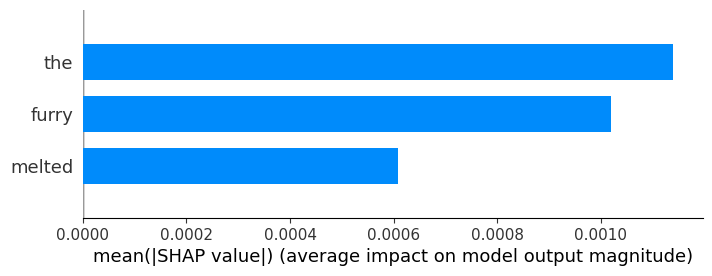 the
furry
melted
0.0000 0.0002 0.0004 0.0006 0.0008 0.0010
mean(|SHAP value|) (average impact on model output magnitude)